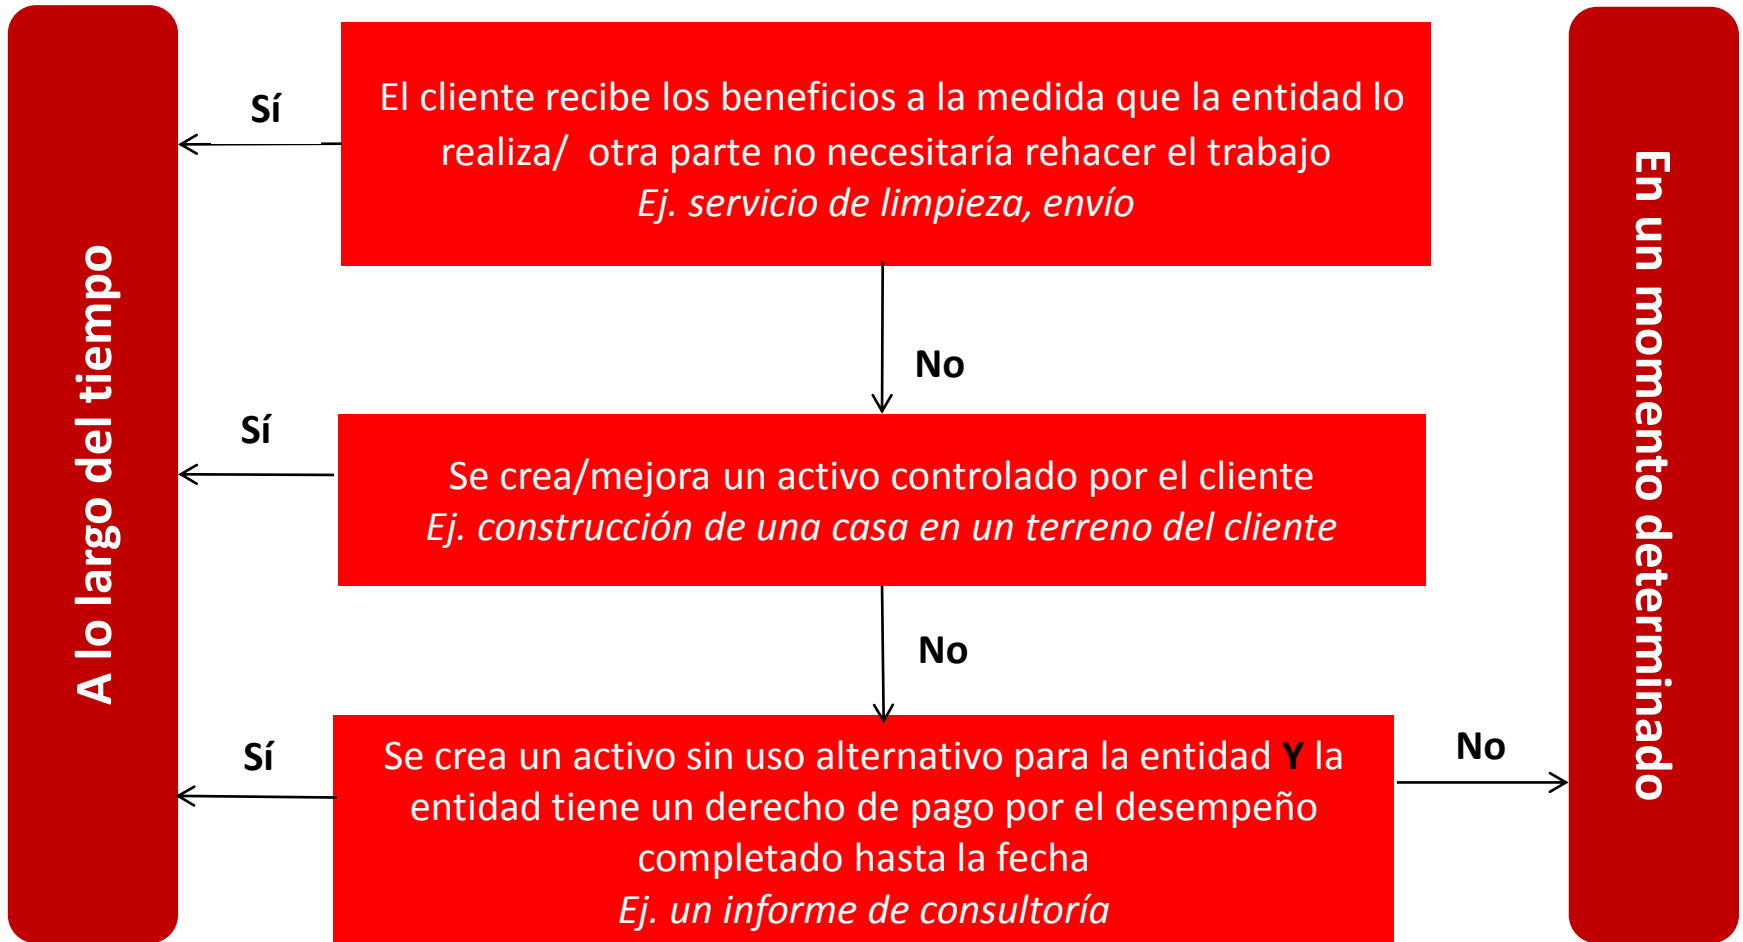 A lo largo del tiempo
Sí
El cliente recibe los beneficios a la medida que la entidad lo
realiza/ otra parte no necesitaría rehacer el trabajo
Ej. servicio de limpieza, envío
No
Sí
Se crea/mejora un activo controlado por el cliente
Ej. construcción de una casa en un terreno del cliente
No
Sí
Se crea un activo sin uso alternativo para la entidad Y la
entidad tiene un derecho de pago por el desempeño
completado hasta la fecha
Ej. un informe de consultoría
No
En un momento determinado